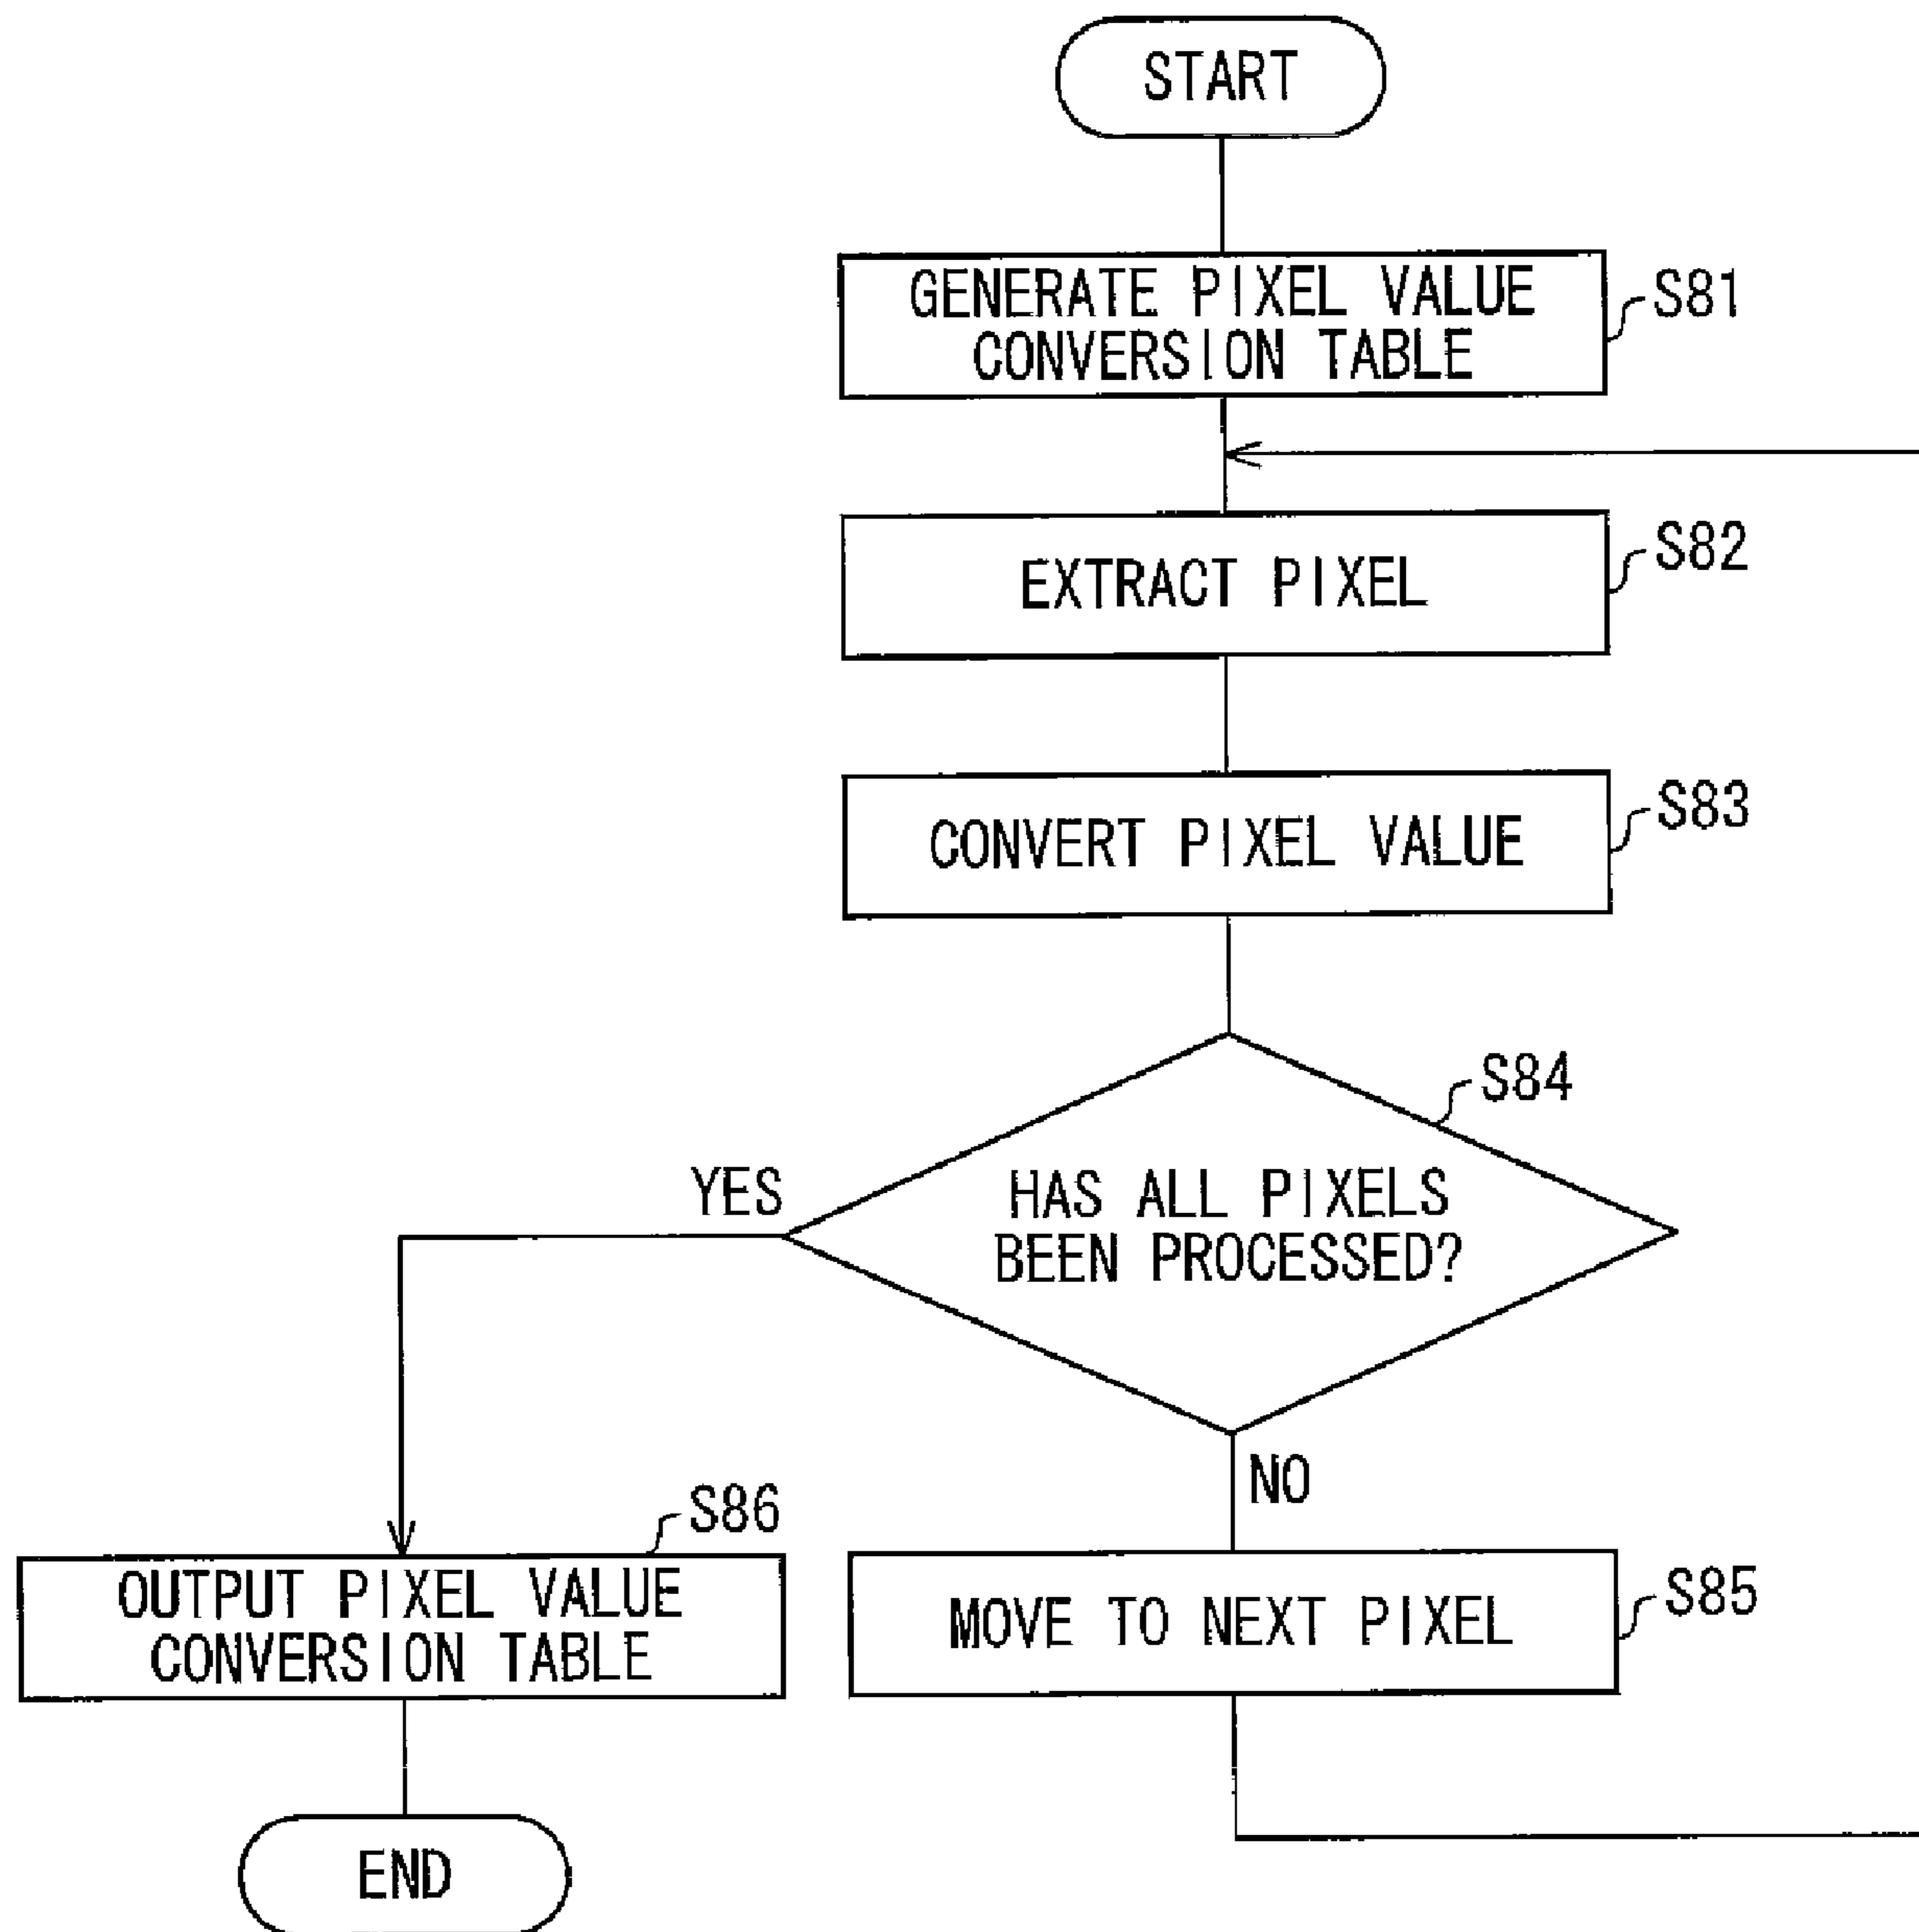 START
GENERATE PIXEL VALUE
CONVERSION TABLE
S81
EXTRACT PIXEL
S82
CONVERT PIXEL VALUE
S83
S84
HAS ALL PIXELS
BEEN PROCESSED?
YES
NO
S86
OUTPUT PIXEL VALUE
CONVERSION TABLE
MOVE TO NEXT PIXEL
S85
END